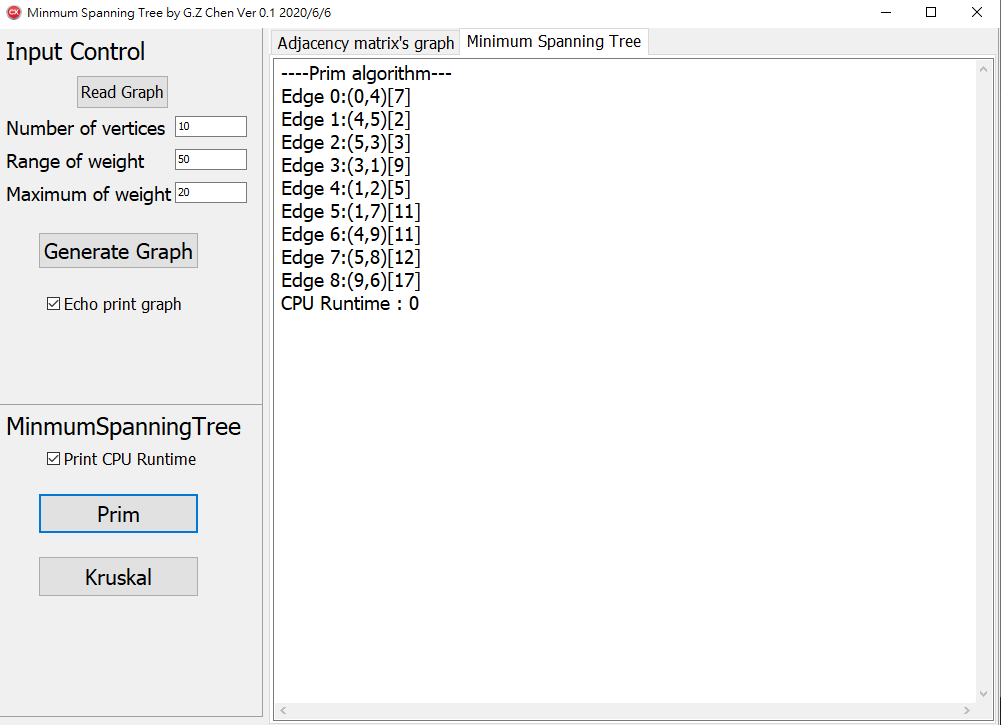 Minmum Spanning Tree by G.Z Chen Ver 0.1 2020/6/6
Input Control
Read Graph
Number of vertices 10
Range of weight 50
Maximum of weight 20
Generate Graph
Echo print graph
MinmumSpanningTree
Print CPU Runtime
Prim
Kruskal
Adjacency matrix's graph
Minimum Spanning Tree
----Prim algorithm---
Edge 0:(0,4)[7]
Edge 1:(4,5)[2]
Edge 2:(5,3)[3]
Edge 3:(3,1)[9]
Edge 4:(1,2)[5]
Edge 5:(1,7)[11]
Edge 6:(4,9)[11]
Edge 7:(5,8)[12]
Edge 8:(9,6)[17]
CPU Runtime : 0